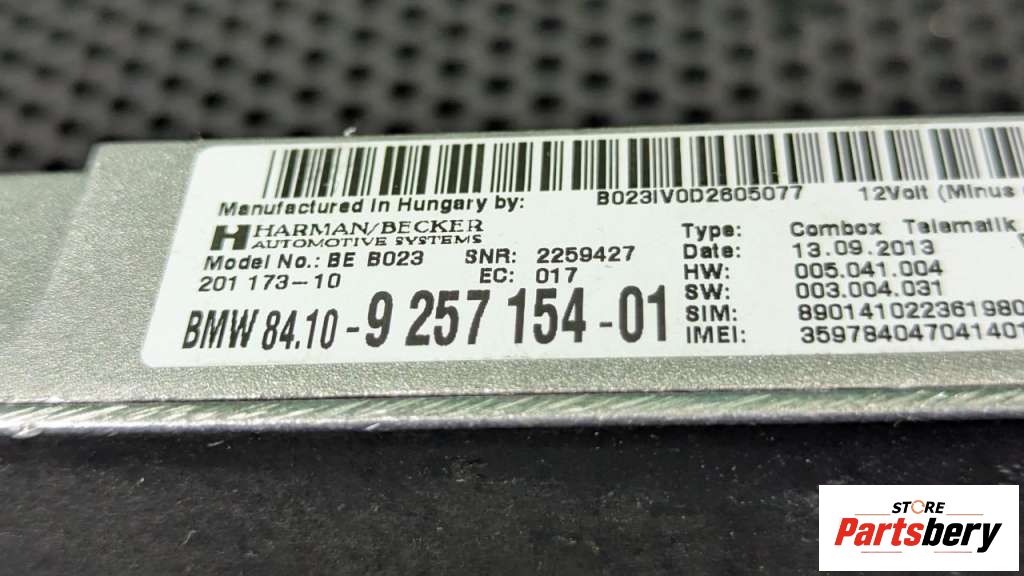 B023IV0D2605077 12Volt (Minus
Manufactured in Hungary by:
HARMAN/BECKER
AUTOMOTIVE SYSTEMS
Model No.: BE B023 SNR: 2259427
201 173-10 EC: 017
BMW 84.10-9 257 154-01
Type: Combox Telematik
Date: 13.09.2013
HW: 005.041.004
SW: 003.004.031
SIM: 890141022361980
IMEI: 359784047041401
STORE
Partsbery